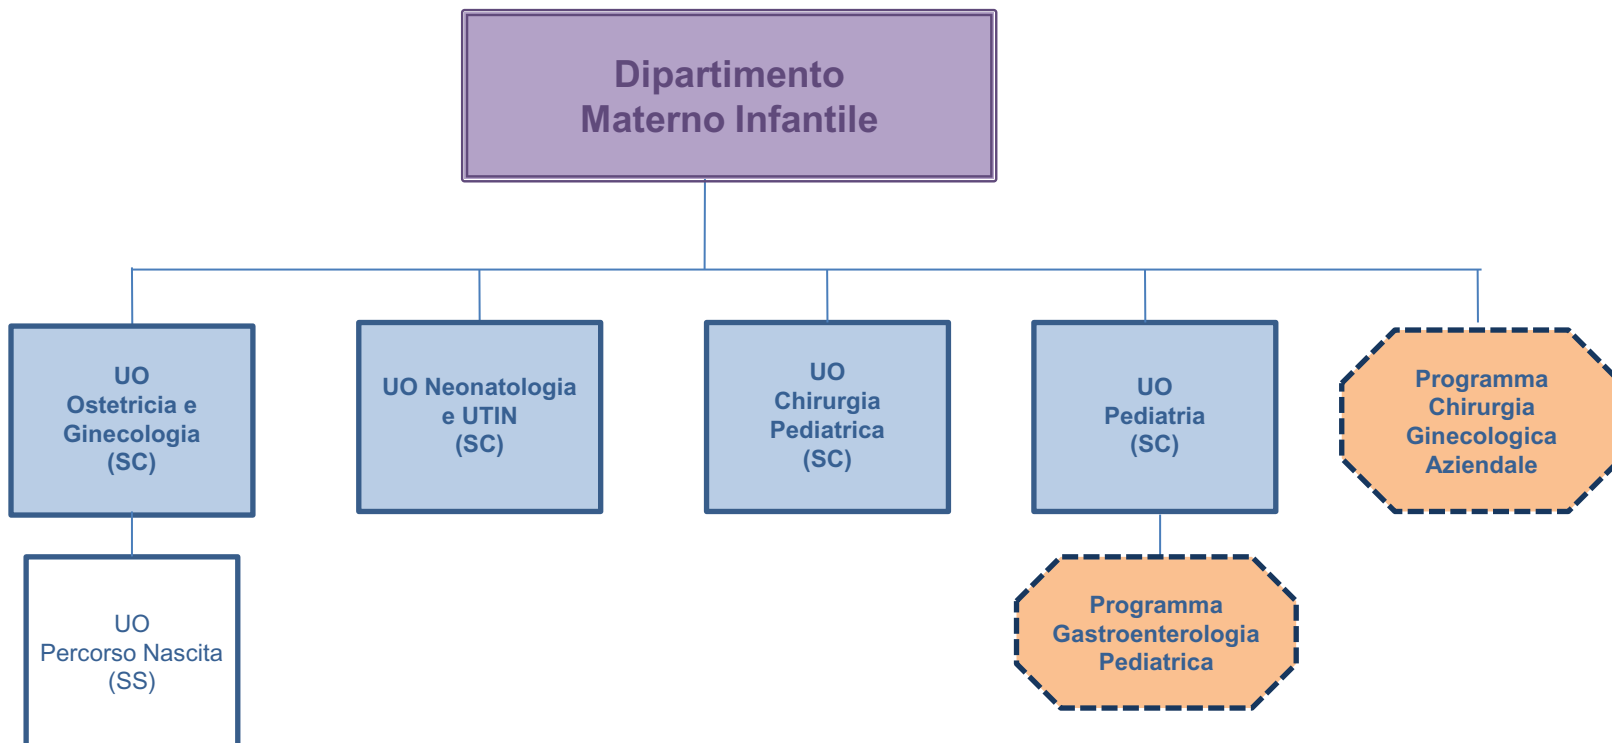 Dipartimento
Materno Infantile
UO
Ostetricia e
Ginecologia
(SC)
UO Neonatologia
e UTIN
(SC)
UO
Chirurgia
Pediatrica
(SC)
UO
Pediatria
(SC)
Programma
Chirurgia
Ginecologica
Aziendale
UO
Percorso Nascita
(SS)
Programma
Gastroenterologia
Pediatrica